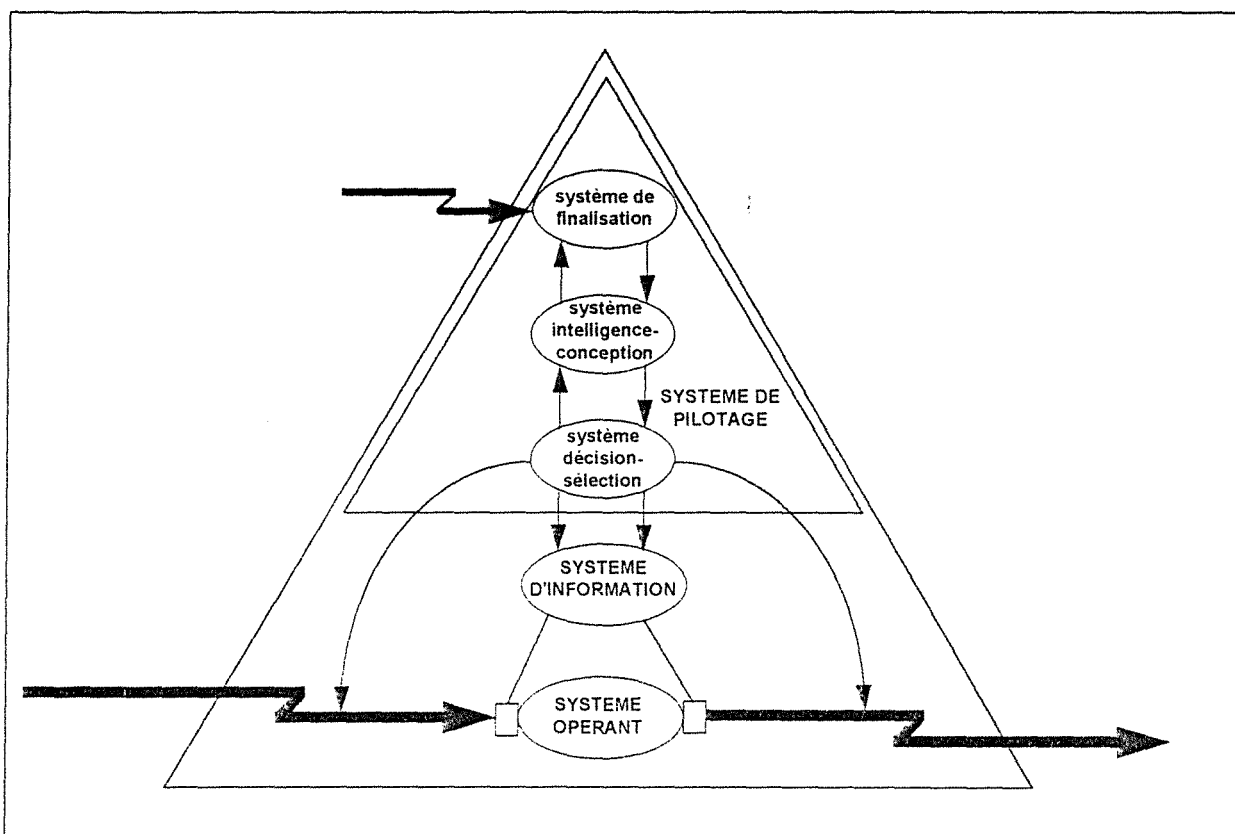 système de
finalisation
système
intelligence-
conception
SYSTEME DE
PILOTAGE
système
décision-
sélection
SYSTEME
D'INFORMATION
SYSTEME
OPERANT